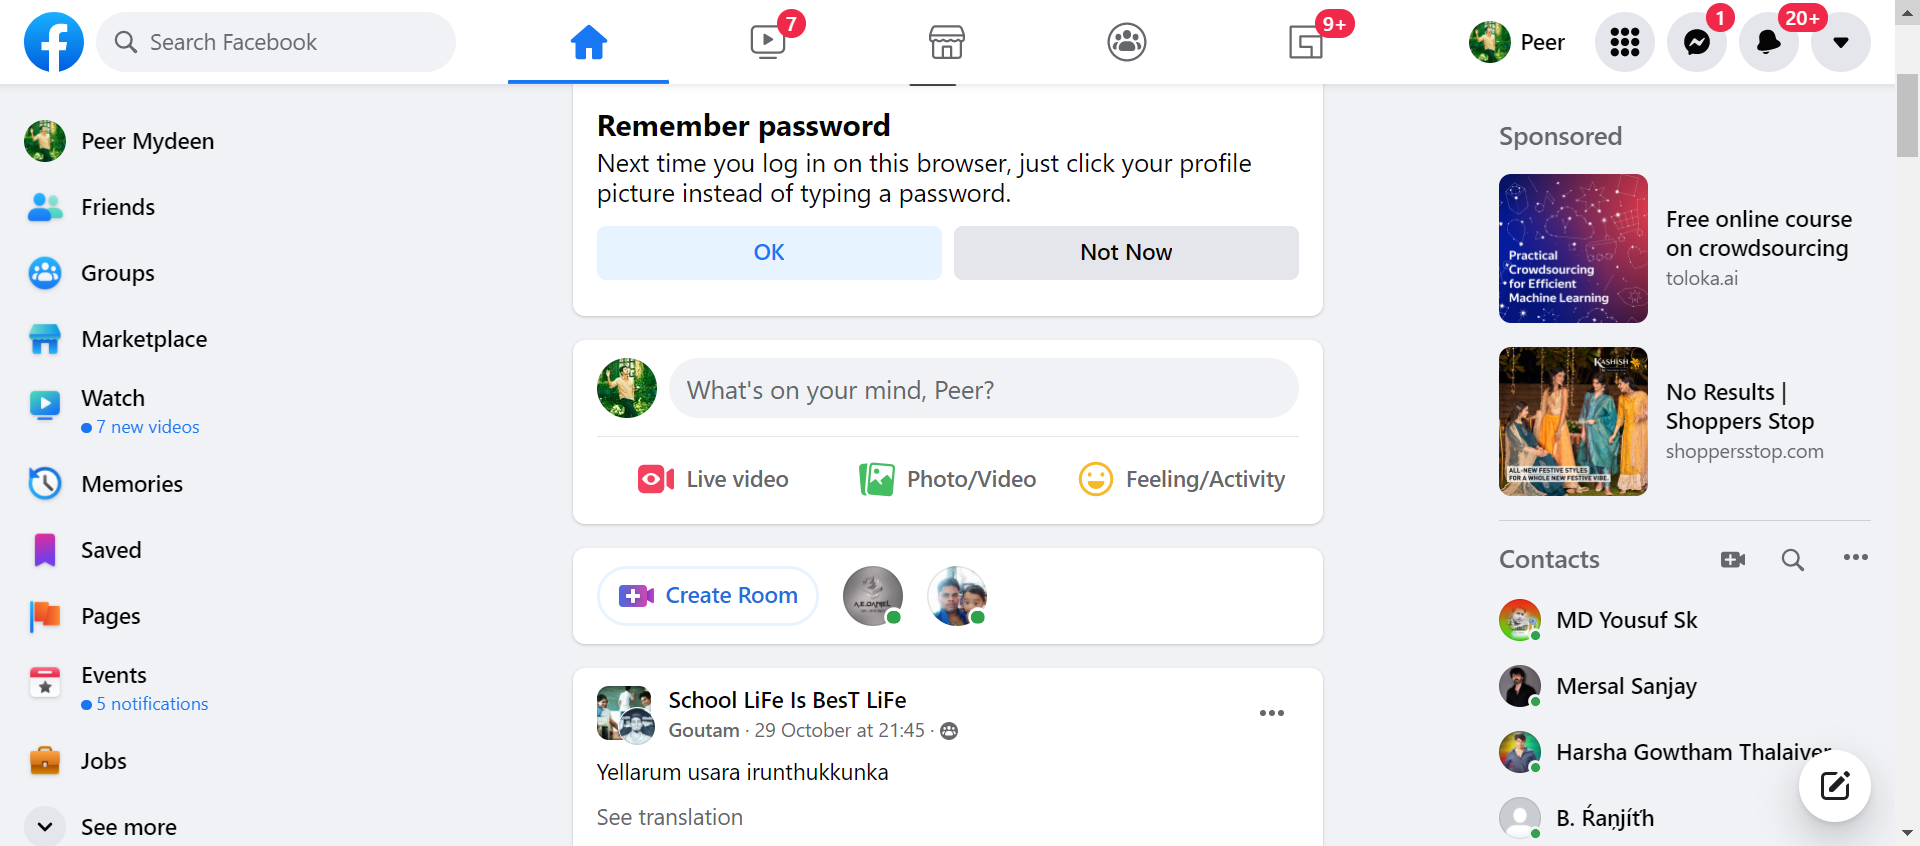 Search Facebook
7
9+
Peer
1
20+
Peer Mydeen
Friends
Groups
Marketplace
Watch
7 new videos
Memories
Saved
Pages
Events
5 notifications
Jobs
See more
Remember password
Next time you log in on this browser, just click your profile
picture instead of typing a password.
OK
Not Now
What's on your mind, Peer?
Live video
Photo/Video
Feeling/Activity
Create Room
A.E.DANIEL
School LiFe Is BesT LiFe
Goutam · 29 October at 21:45 ·
Yellarum usara irunthukkunka
See translation
Sponsored
Practical
Crowdsourcing
for Efficient
Machine Learning
Free online course
on crowdsourcing
toloka.ai
KASHISH
ALL-NEW FESTIVE STYLES
FOR A WHOLE NEW FESTIVE VIBE.
No Results |
Shoppers Stop
shoppersstop.com
Contacts
MD Yousuf Sk
Mersal Sanjay
Harsha Gowtham Thalaiver